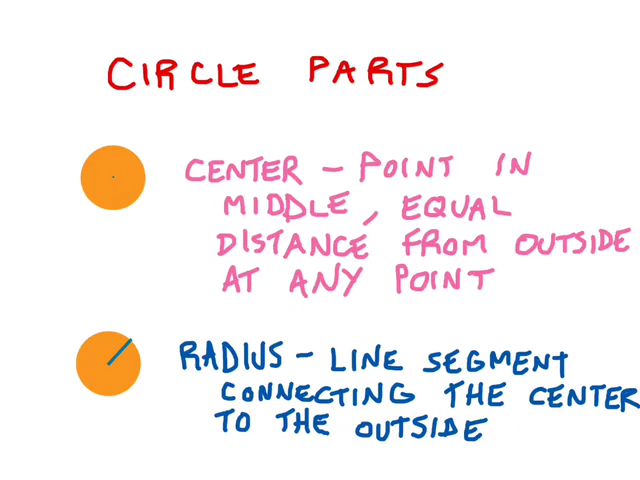 CIRCLE PARTS
CENTER - POINT IN
MIDDLE, EQUAL
DISTANCE FROM OUTSIDE
AT ANY POINT
RADIUS - LINE SEGMENT
CONNECTING THE CENTER
TO THE OUTSIDE